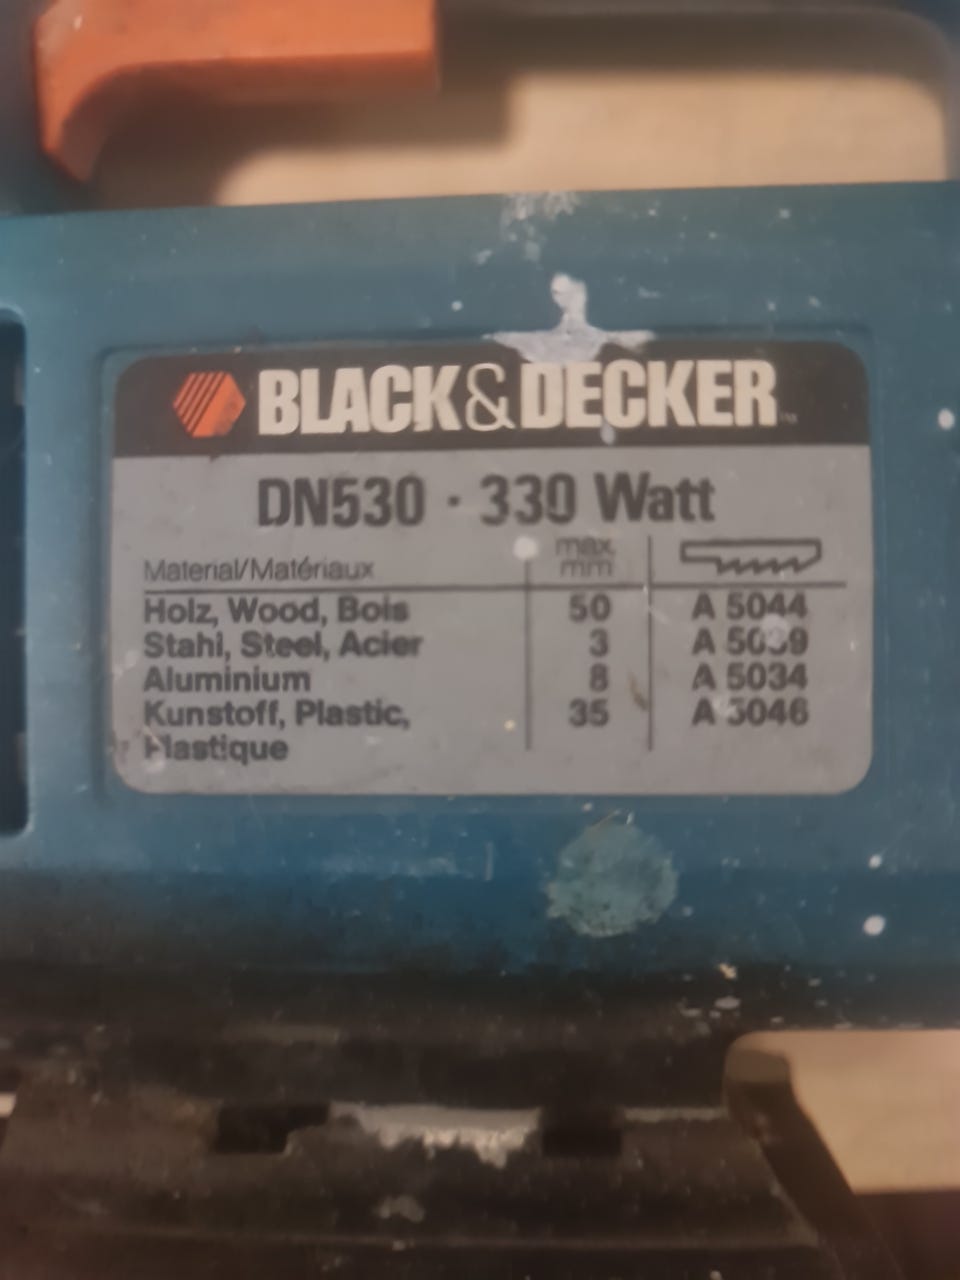 BLACK&DECKER
DN530 · 330 Watt
Material/Matériaux max. mm
Holz, Wood, Bois 50 A 5044
Stahl, Steel, Acier 3
Aluminium 8 A 5034
Kunstoff, Plastic, 35 A 5046
Plastique